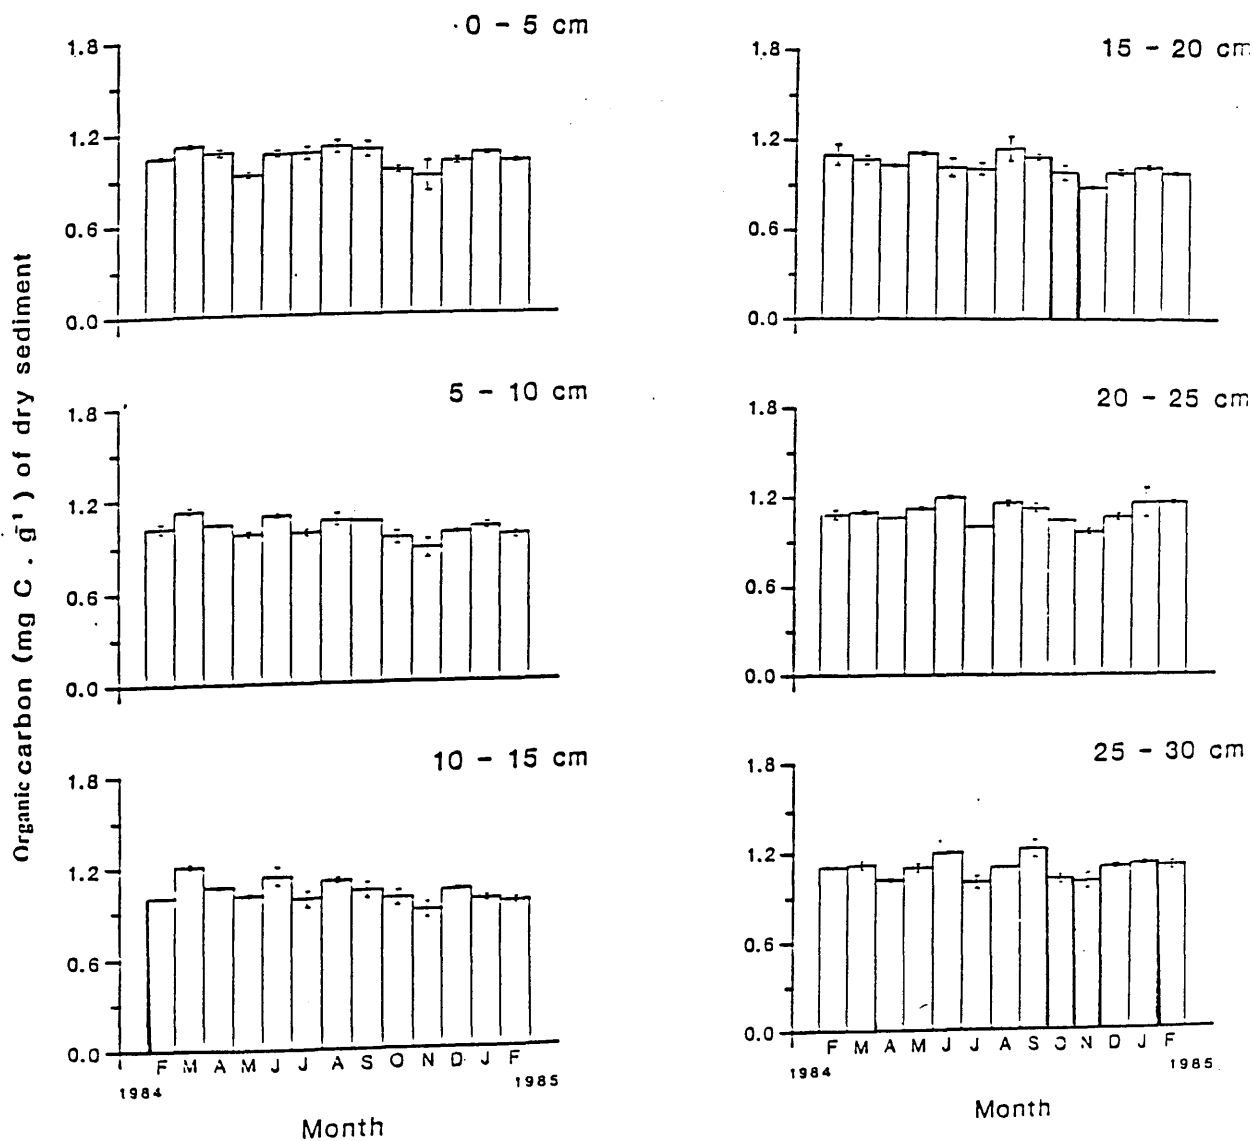 Organic carbon (mg C . g⁻¹) of dry sediment
0 - 5 cm
1.8
1.2
0.6
0.0
5 - 10 cm
1.8
1.2
0.6
0.0
10 - 15 cm
1.8
1.2
0.6
0.0
F M A M J J A S O N D J F
1984 1985
Month
15 - 20 cm
1.8
1.2
0.6
0.0
20 - 25 cm
1.8
1.2
0.6
0.0
25 - 30 cm
1.8
1.2
0.6
0.0
F M A M J J A S O N D J F
1984 1985
Month